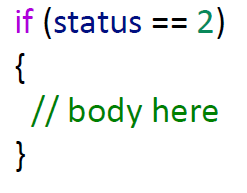 if (status == 2)
{
  // body here
}